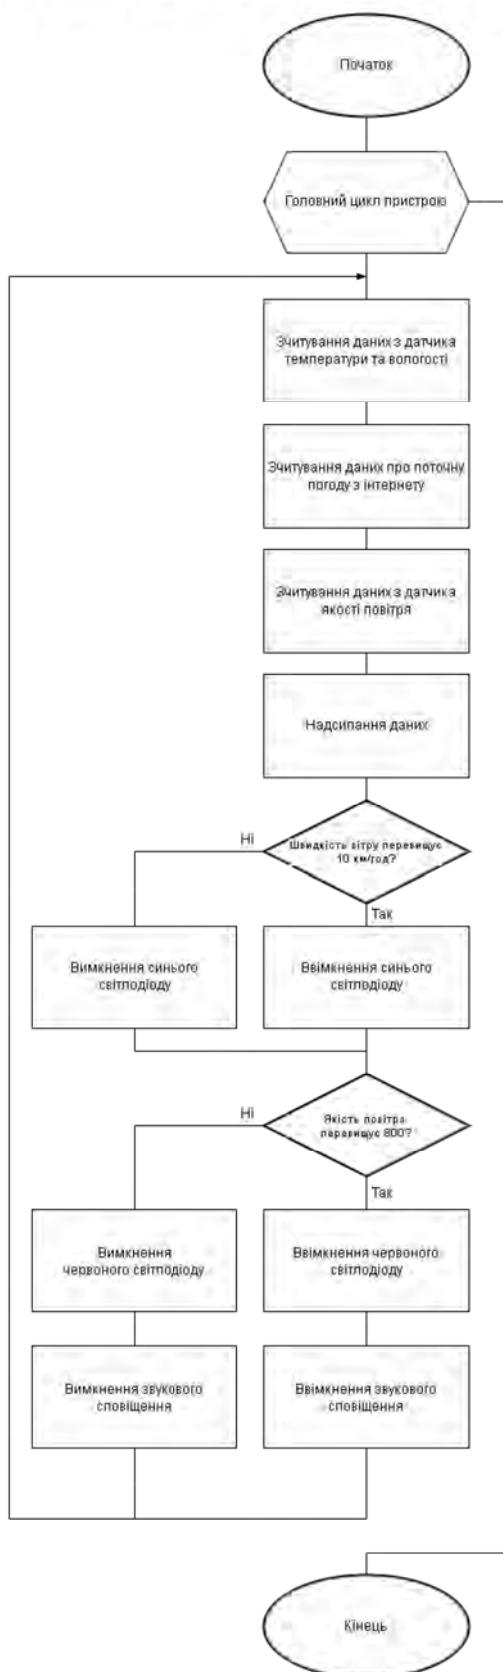 Початок
Головний цикл пристрою
Зчитування даних з датчика
температури та вологості
Зчитування даних про поточну
погоду з інтернету
Зчитування даних з датчика
якості повітря
Надсилання даних
Швидкість вітру перевищує
10 км/год?
Ні
Так
Вимкнення синього
світлодіоду
Ввімкнення синього
світлодіоду
Якість повітря
перевищує 800?
Ні
Так
Вимкнення
червоного світлодіоду
Ввімкнення червоного
світлодіоду
Вимкнення звукового
сповіщення
Ввімкнення звукового
сповіщення
Кінець